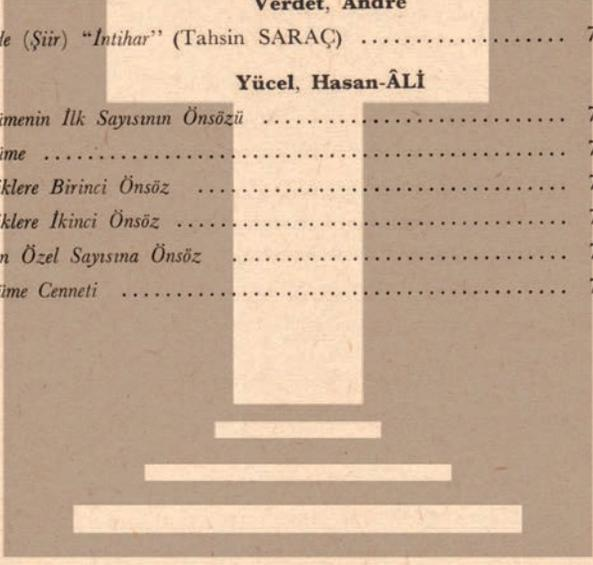 Verdet, Andre
(Şiir) "İntihar" (Tahsin SARAÇ) .................... 7
Yücel, Hasan-ÂLİ
İlk Sayısının Önsözü .................... 7
.................... 7
Birinci Önsöz .................... 7
İkinci Önsöz .................... 7
Özel Sayısına Önsöz .................... 7
Cenneti .................... 7